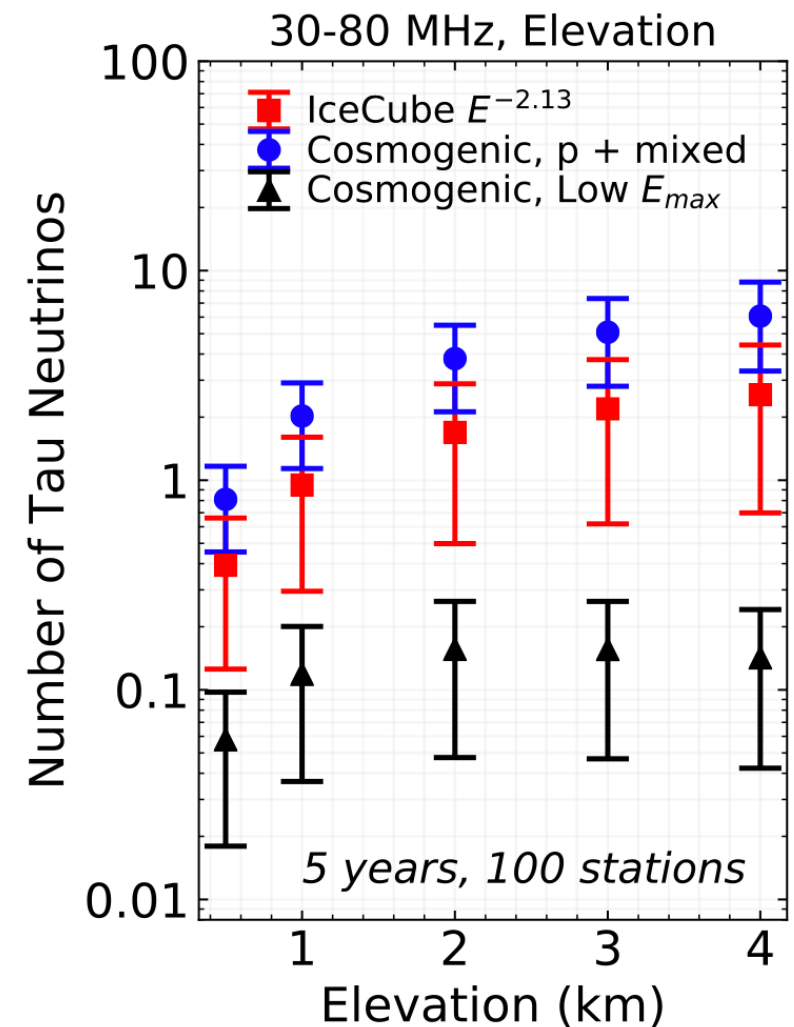 30-80 MHz, Elevation
100
10
1
0.1
0.01
Number of Tau Neutrinos
IceCube E^{-2.13}
Cosmogenic, p + mixed
Cosmogenic, Low E_{max}
5 years, 100 stations
1 2 3 4
Elevation (km)